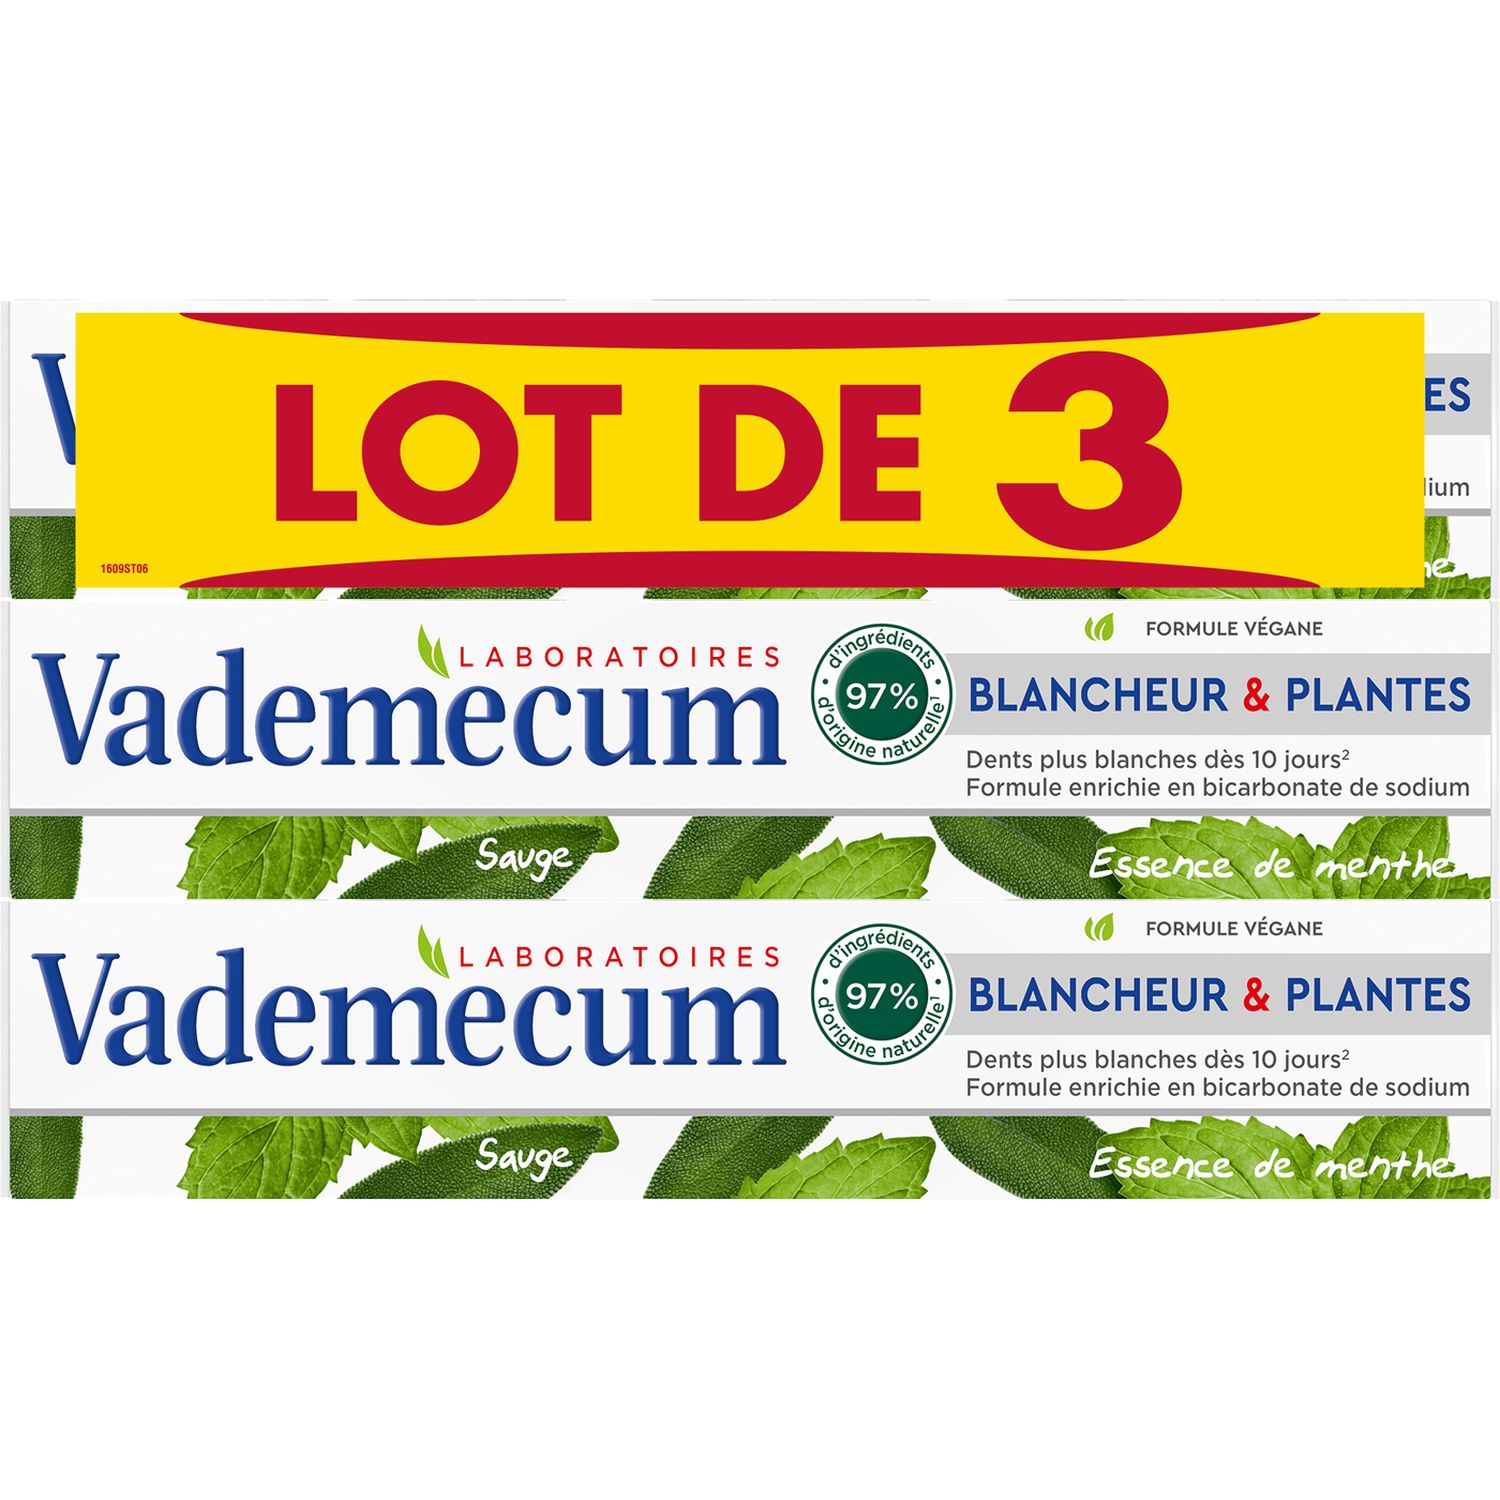 LOT DE 3
1609ST06
V
ES
lium
he
LABORATOIRES
Vademecum
d'ingrédients
97%
d'origine naturelle¹
FORMULE VÉGANE
BLANCHEUR & PLANTES
Dents plus blanches dès 10 jours²
Formule enrichie en bicarbonate de sodium
Sauge
Essence de menthe
LABORATOIRES
Vademecum
d'ingrédients
97%
d'origine naturelle¹
FORMULE VÉGANE
BLANCHEUR & PLANTES
Dents plus blanches dès 10 jours²
Formule enrichie en bicarbonate de sodium
Sauge
Essence de menthe